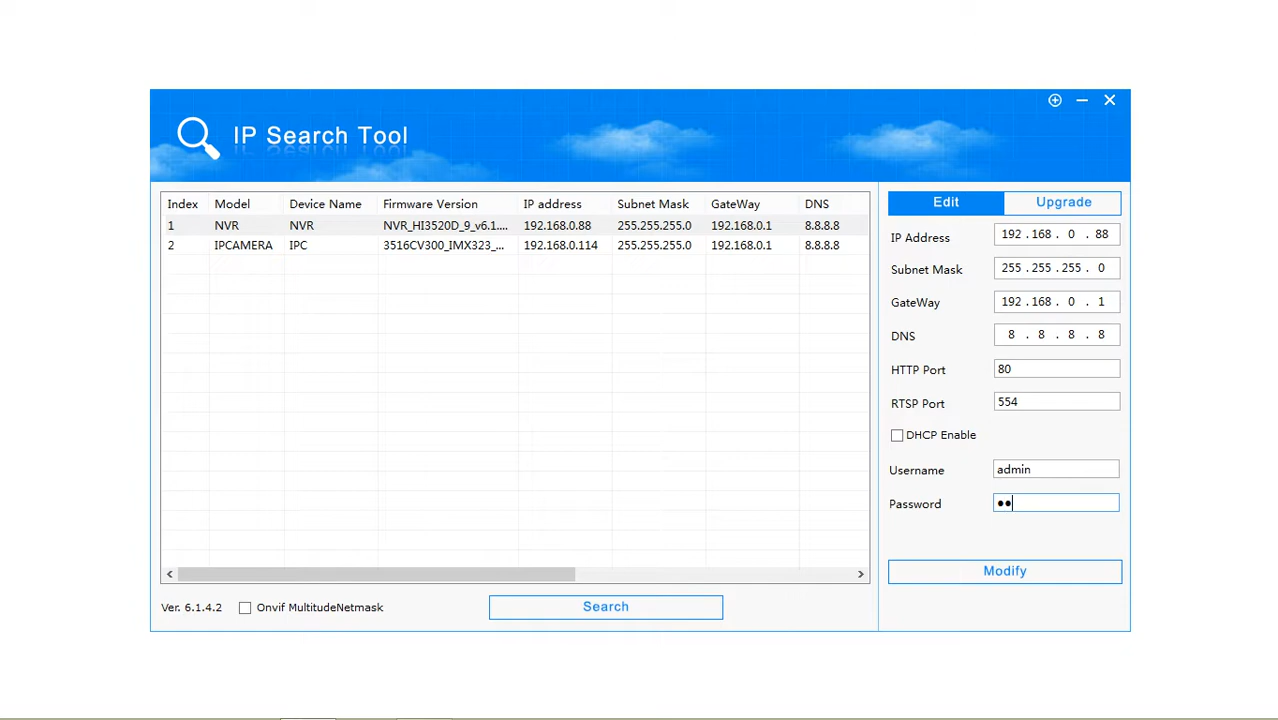 IP Search Tool
Index Model Device Name Firmware Version IP address Subnet Mask GateWay DNS
1 NVR NVR NVR_HI3520D_9_v6.1.... 192.168.0.88 255.255.255.0 192.168.0.1 8.8.8.8
2 IPCAMERA IPC 3516CV300_IMX323_... 192.168.0.114 255.255.255.0 192.168.0.1 8.8.8.8
Ver. 6.1.4.2 Onvif MultitudeNetmask Search
Edit Upgrade
IP Address 192 .168 . 0 . 88
Subnet Mask 255 .255 .255 . 0
GateWay 192 .168 . 0 . 1
DNS 8 . 8 . 8 . 8
HTTP Port 80
RTSP Port 554
DHCP Enable
Username admin
Password ●●
Modify